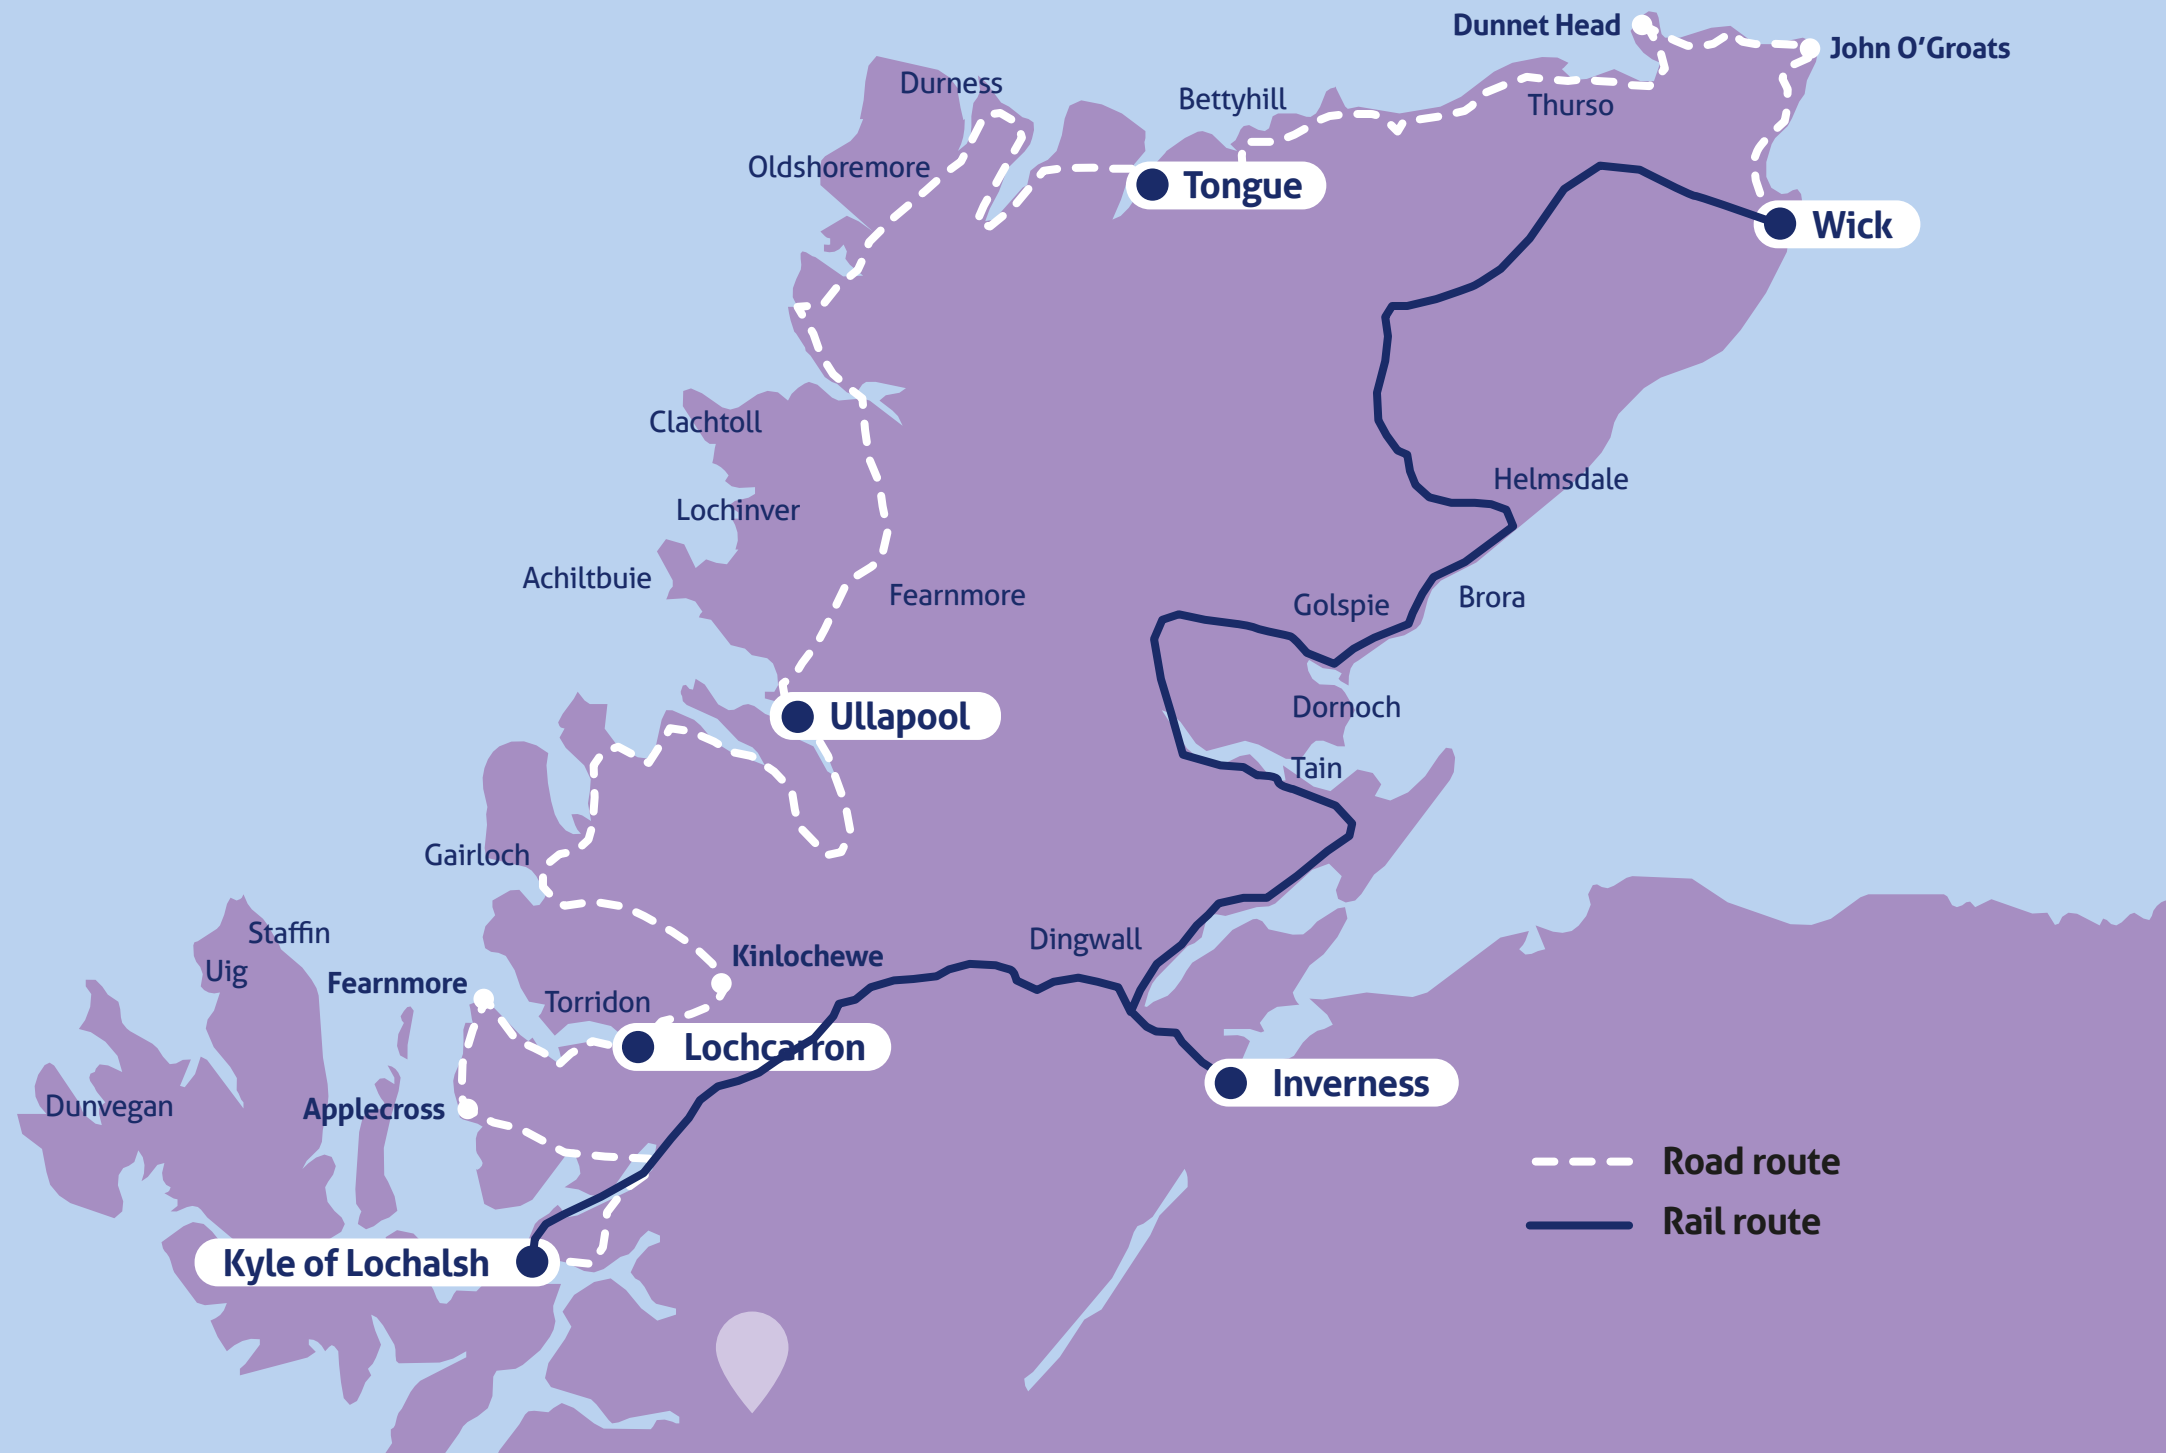 Dunnet Head
John O'Groats
Durness
Bettyhill
Thurso
Oldshoremore
Tongue
Wick
Clachtoll
Helmsdale
Lochinver
Achiltbuie
Fearnmore
Golspie
Brora
Dornoch
Ullapool
Tain
Gairloch
Staffin
Dingwall
Kinlochewe
Uig
Fearnmore
Torridon
Lochcarron
Inverness
Dunvegan
Applecross
Road route
Rail route
Kyle of Lochalsh